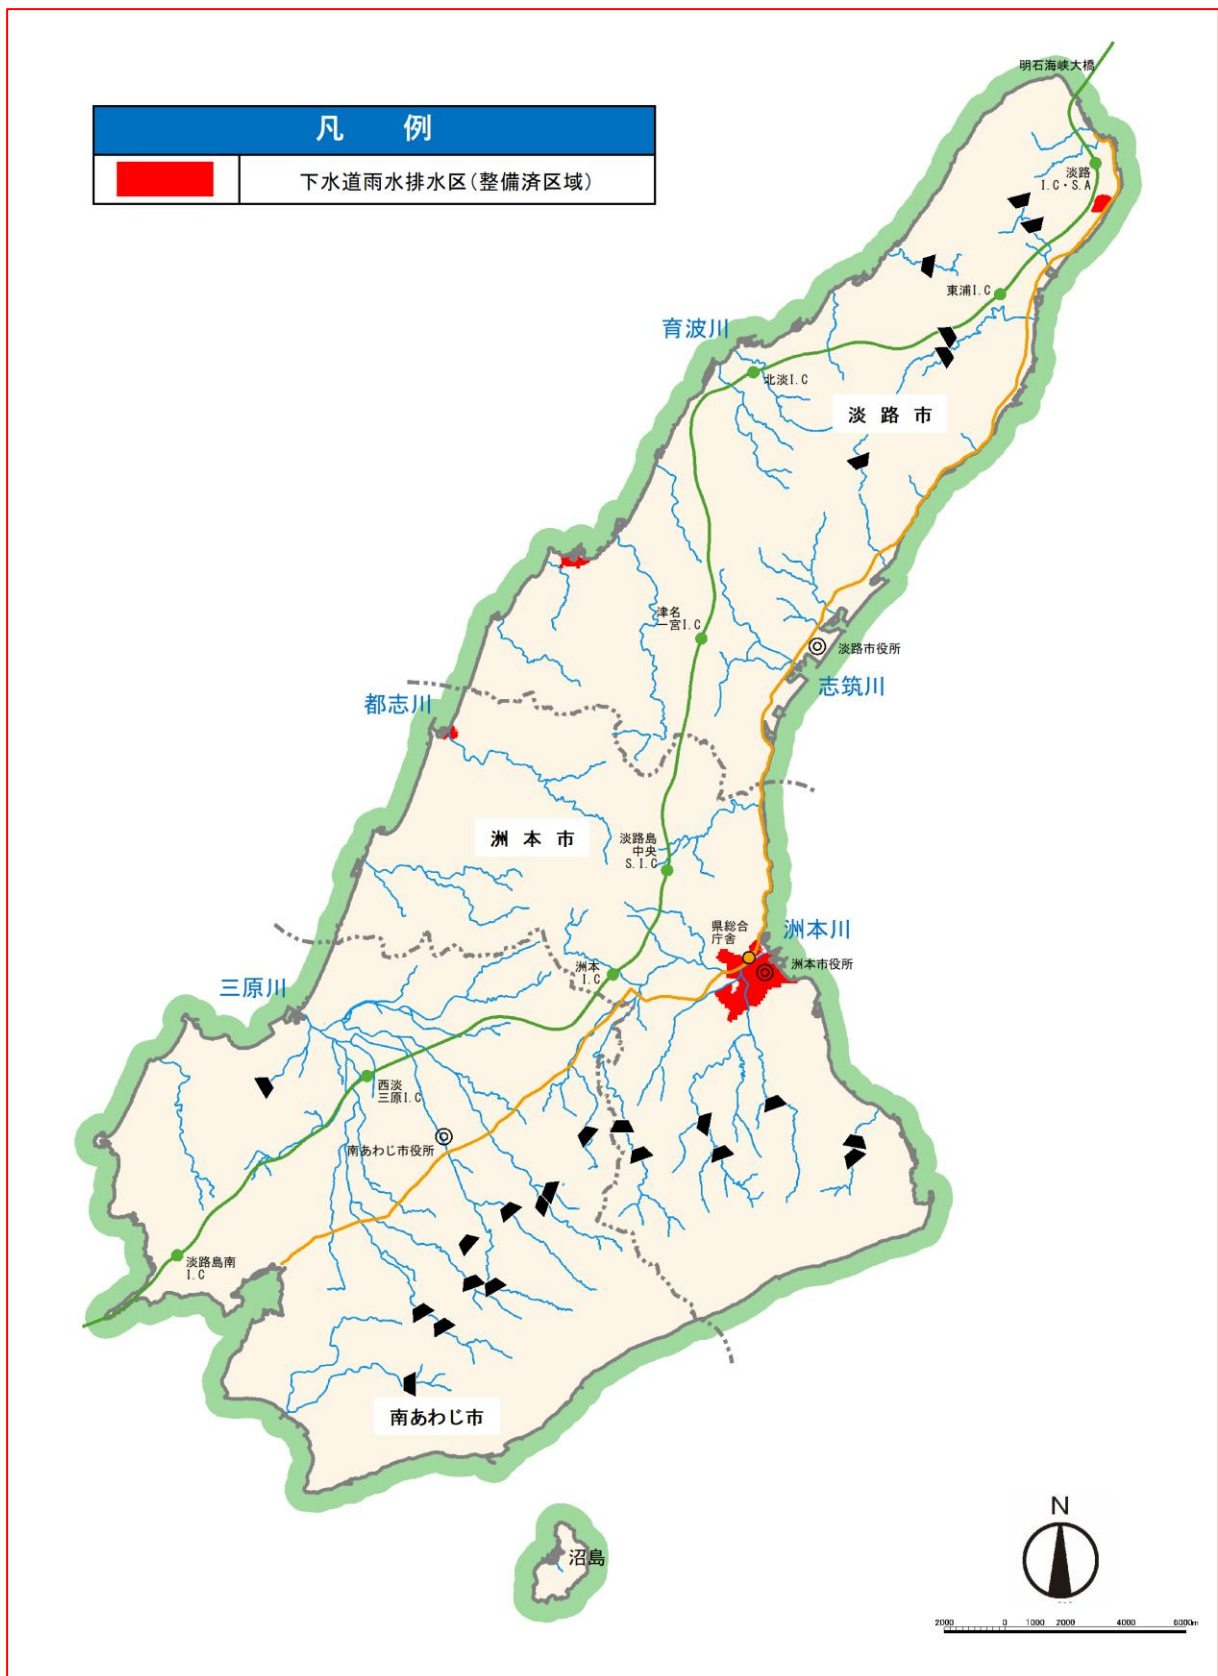 明石海峡大橋
凡 例
下水道雨水排水区(整備済区域)
淡路
I.C・S.A
東浦I.C
育波川
北淡I.C
淡 路 市
津名
一宮I.C
淡路市役所
志筑川
都志川
洲 本 市
淡路島
中央
S.I.C
県総合
庁舎
洲本川
洲本市役所
洲本
I.C
三原川
西淡
三原I.C
南あわじ市役所
淡路島南
I.C
南あわじ市
沼島
N
2000 0 1000 2000 4000 6000m